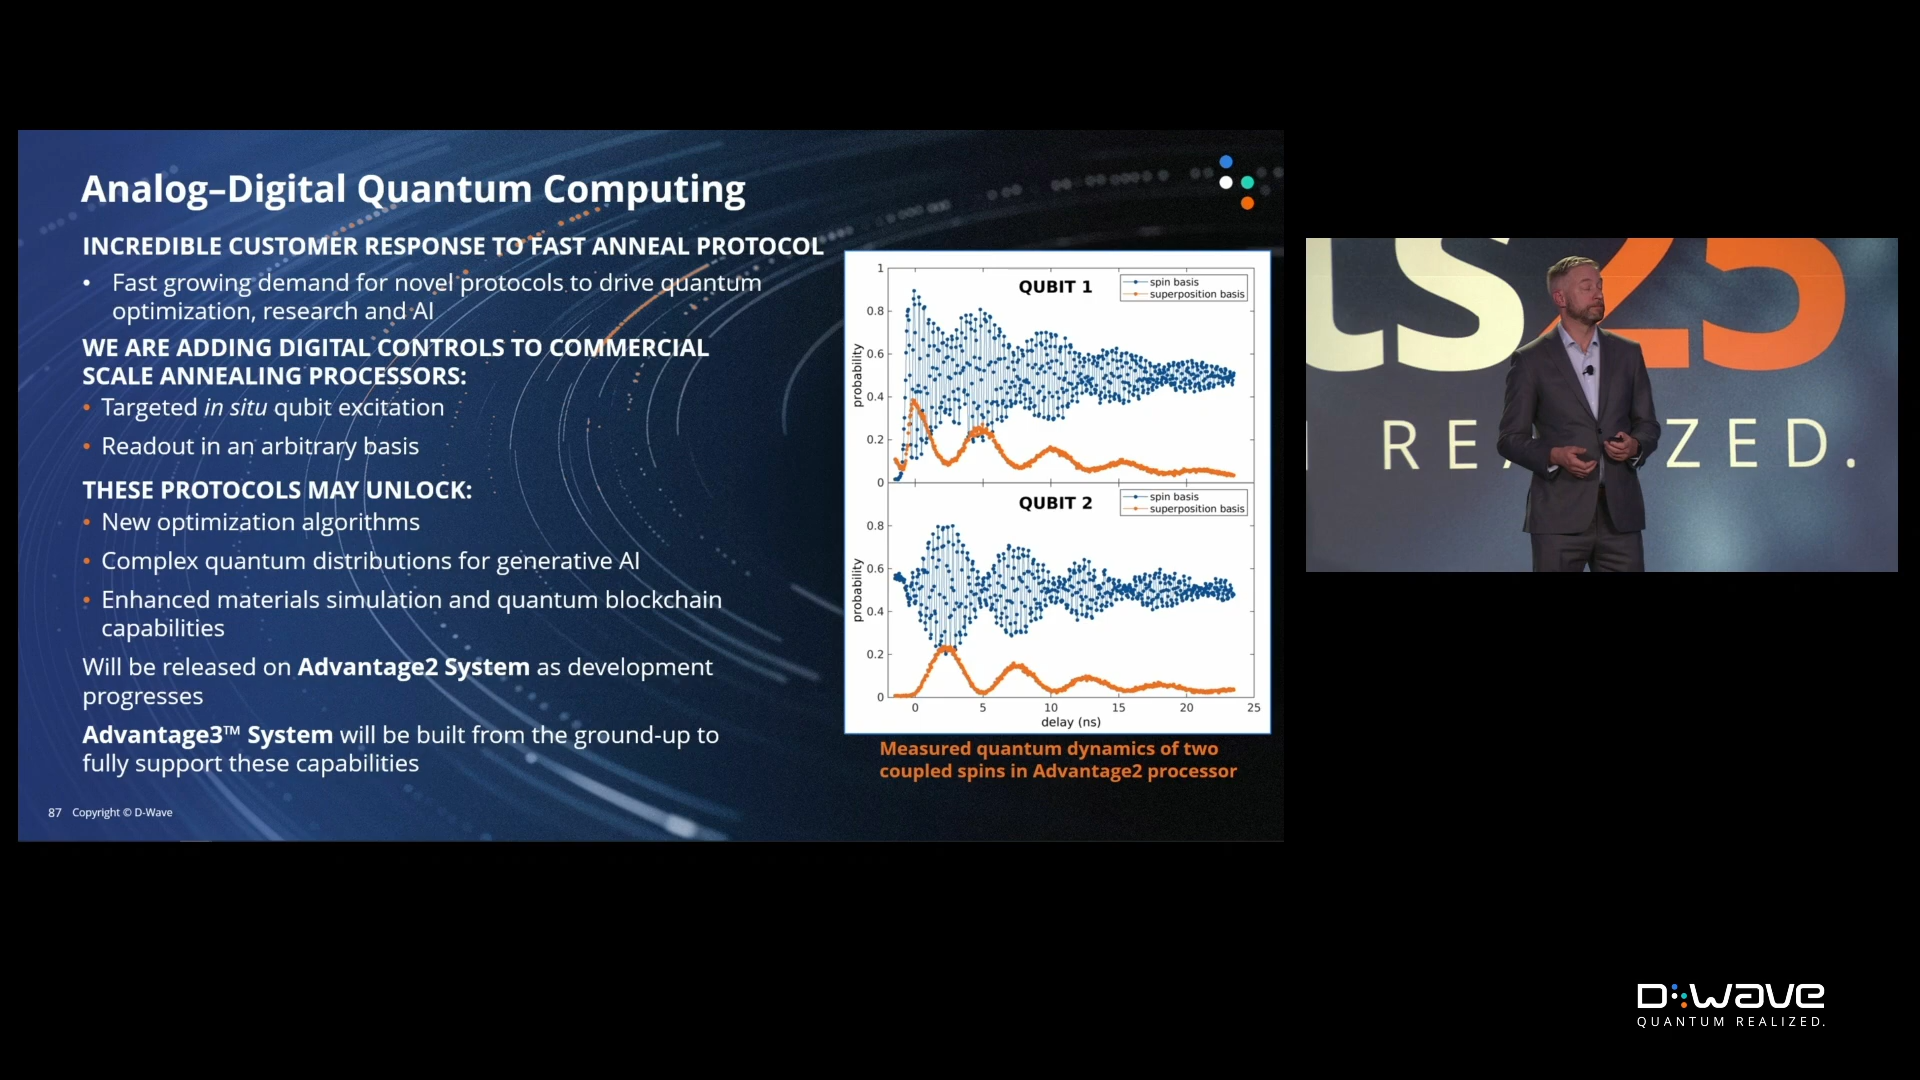 Analog–Digital Quantum Computing
INCREDIBLE CUSTOMER RESPONSE TO FAST ANNEAL PROTOCOL
• Fast growing demand for novel protocols to drive quantum
optimization, research and AI
WE ARE ADDING DIGITAL CONTROLS TO COMMERCIAL
SCALE ANNEALING PROCESSORS:
• Targeted in situ qubit excitation
• Readout in an arbitrary basis
THESE PROTOCOLS MAY UNLOCK:
• New optimization algorithms
• Complex quantum distributions for generative AI
• Enhanced materials simulation and quantum blockchain
capabilities
Will be released on Advantage2 System as development
progresses
Advantage3™ System will be built from the ground-up to
fully support these capabilities
87 Copyright © D-Wave
QUBIT 1
spin basis
superposition basis
1
0.8
0.6
0.4
0.2
0
probability
QUBIT 2
spin basis
superposition basis
0.8
0.6
0.4
0.2
0
probability
0 5 10 15 20 25
delay (ns)
Measured quantum dynamics of two
coupled spins in Advantage2 processor
25
ZED.
D:Wave
QUANTUM REALIZED.